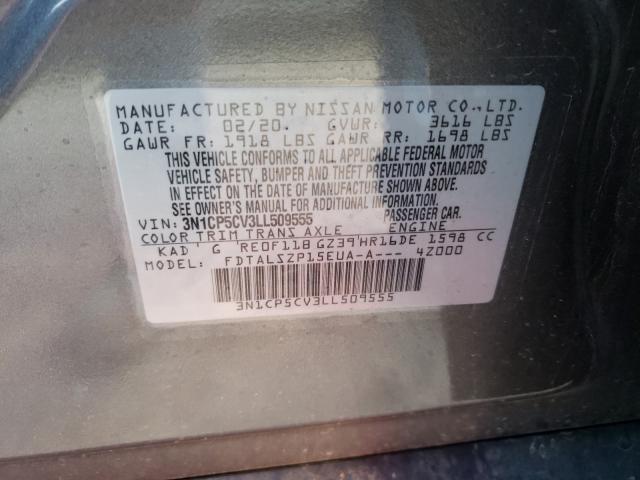 MANUFACTURED BY NISSAN MOTOR CO.,LTD.
DATE: 02/20. GVWR: 3616 LBS
GAWR FR: 1918 LBS GAWR RR: 1698 LBS
THIS VEHICLE CONFORMS TO ALL APPLICABLE FEDERAL MOTOR
VEHICLE SAFETY, BUMPER AND THEFT PREVENTION STANDARDS
IN EFFECT ON THE DATE OF MANUFACTURE SHOWN ABOVE.
SEE OWNER'S MANUAL FOR ADDITIONAL INFORMATION.
VIN: 3N1CP5CV3LL509555 PASSENGER CAR.
COLOR TRIM TRANS AXLE ENGINE
KAD G RE0F11B GZ39 HR16DE 1598 CC
MODEL: FDTALSZP15EUA-A--- 4Z000
3N1CP5CV3LL509555